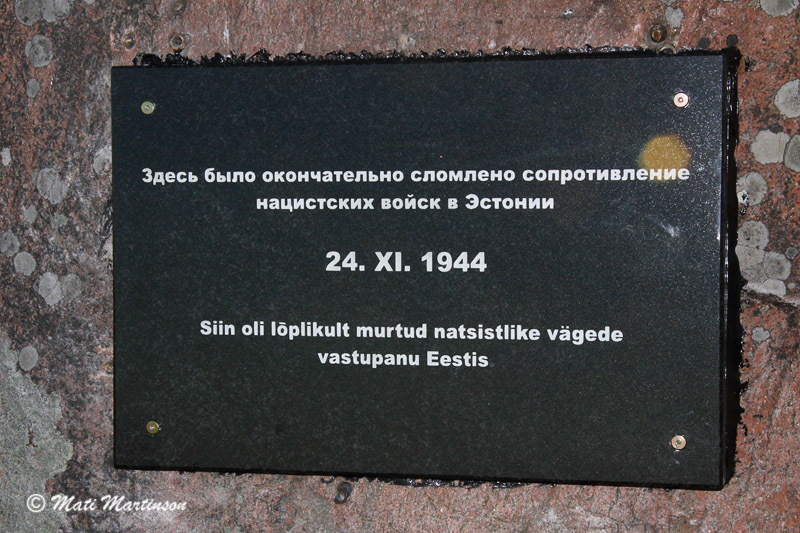 Здесь было окончательно сломлено сопротивление
нацистских войск в Эстонии
24. XI. 1944
Siin oli lõplikult murtud natsistlike vägede
vastupanu Eestis
© Mati Martinson